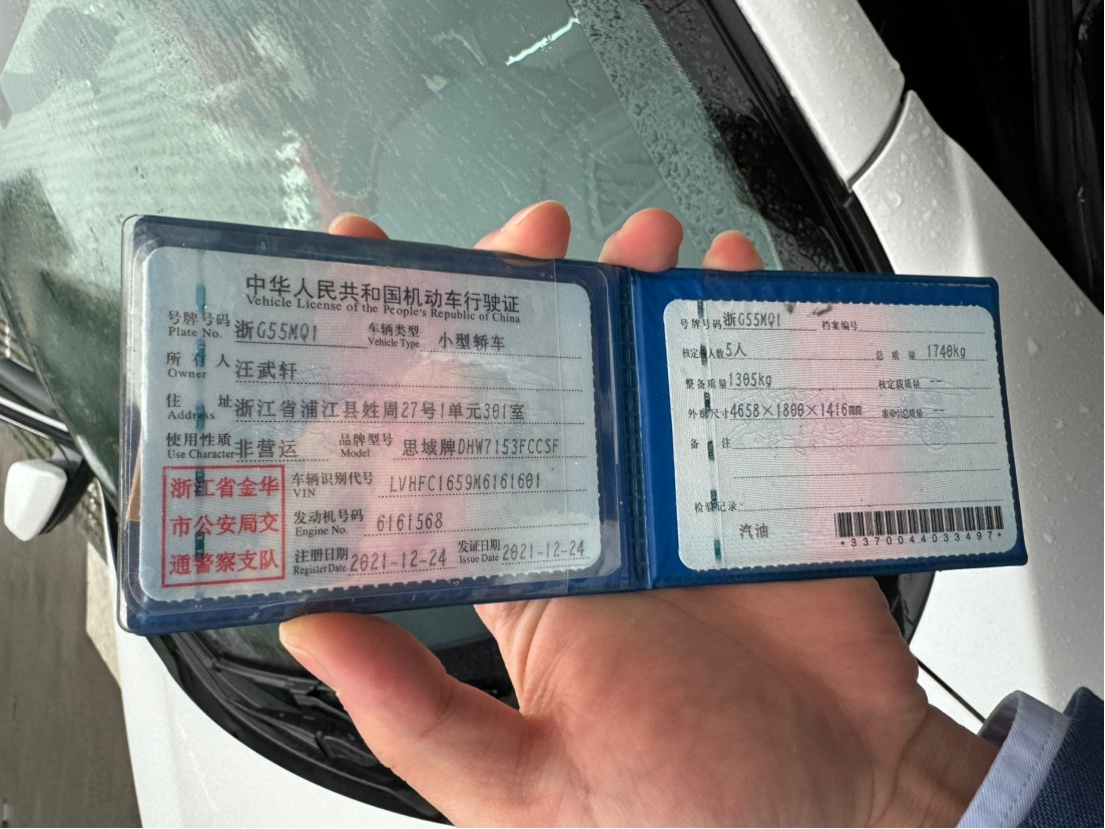 中华人民共和国机动车行驶证
Vehicle License of the People's Republic of China
号牌号码 浙G55MQ1 车辆类型 小型轿车
Plate No. Vehicle Type
所有人 汪武轩
Owner
住址 浙江省浦江县姓周27号1单元301室
Address
使用性质 非营运 品牌型号 思域牌DHW7153FCCSF
Use Character Model
浙江省金华
市公安局交
通警察支队
车辆识别代号 LVHFC1659M6161601
VIN
发动机号码 6161568
Engine No.
注册日期 2021-12-24 发证日期 2021-12-24
Register Date Issue Date
号牌号码 浙G55MQ1 档案编号
核定载人数 5人 总质量 1740kg
整备质量 1305kg 核定载质量 --
外廓尺寸 4658×1800×1416mm 准牵引总质量 --
备注
检验记录
汽油
*3370044033497*